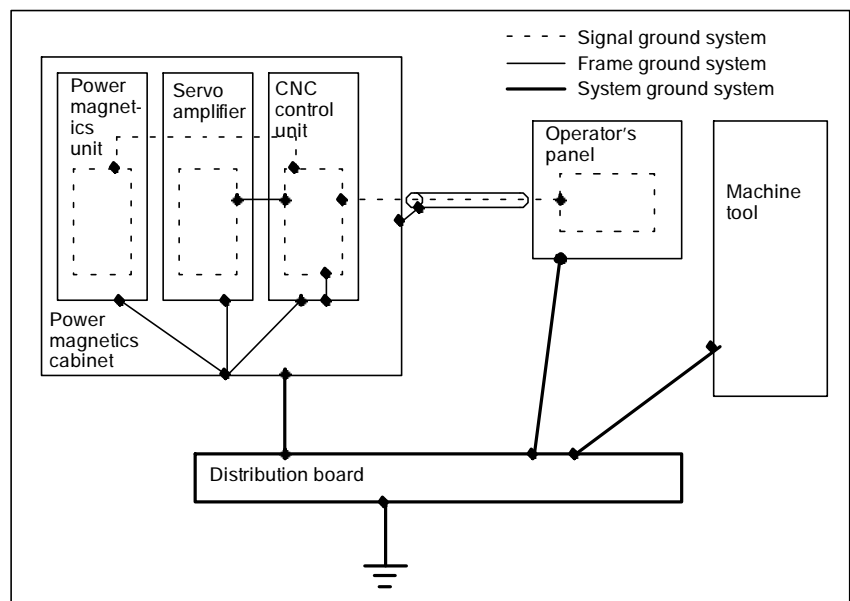 Signal ground system
Frame ground system
System ground system
Power
magnet-
ics
unit
Servo
amplifier
CNC
control
unit
Operator's
panel
Machine
tool
Power
magnetics
cabinet
Distribution board